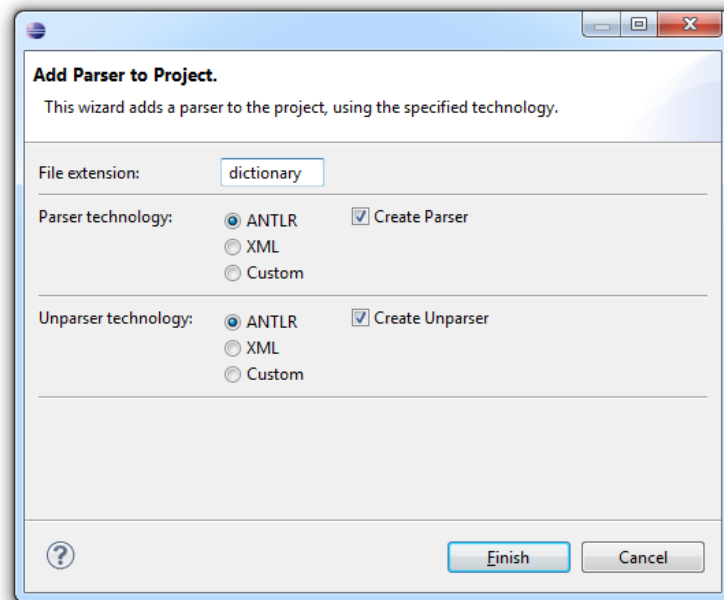 Add Parser to Project.
This wizard adds a parser to the project, using the specified technology.
File extension: dictionary
Parser technology: ANTLR Create Parser
XML
Custom
Unparser technology: ANTLR Create Unparser
XML
Custom
? Finish Cancel